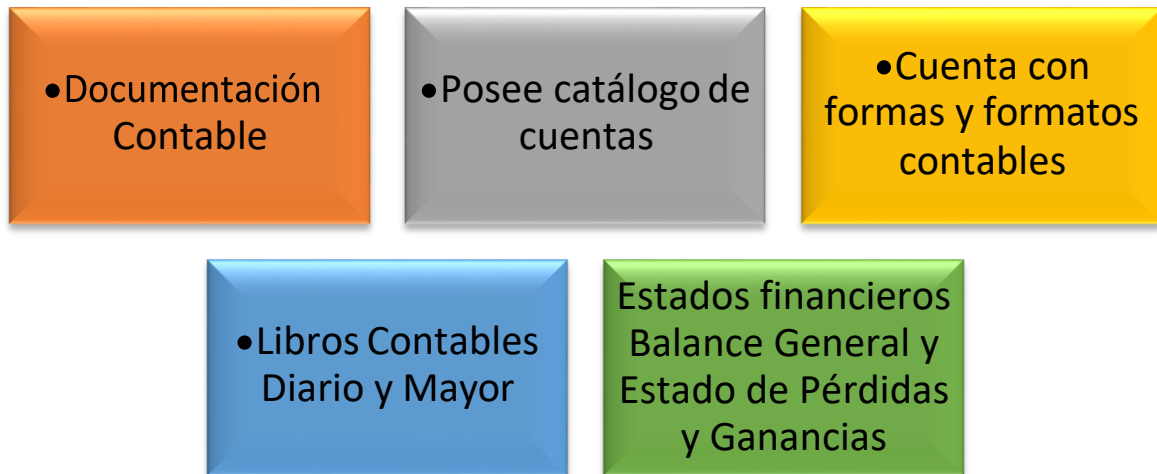 •Documentación
Contable
•Posee catálogo de
cuentas
•Cuenta con
formas y formatos
contables
•Libros Contables
Diario y Mayor
Estados financieros
Balance General y
Estado de Pérdidas
y Ganancias